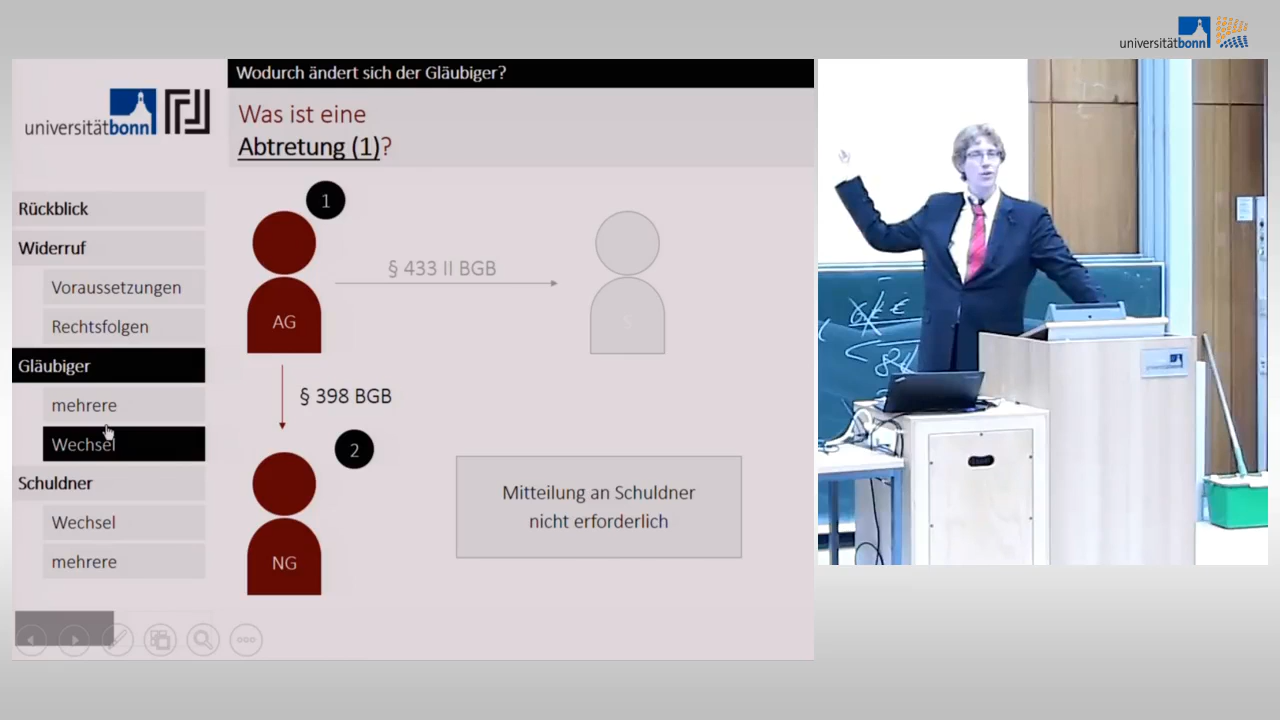 universitätbonn
Wodurch ändert sich der Gläubiger?
universitätbonn
Was ist eine
Abtretung (1)?
Rückblick
Widerruf
Voraussetzungen
Rechtsfolgen
Gläubiger
mehrere
Wechsel
Schuldner
Wechsel
mehrere
1
§ 433 II BGB
AG
S
§ 398 BGB
2
NG
Mitteilung an Schuldner
nicht erforderlich
universitätbonn